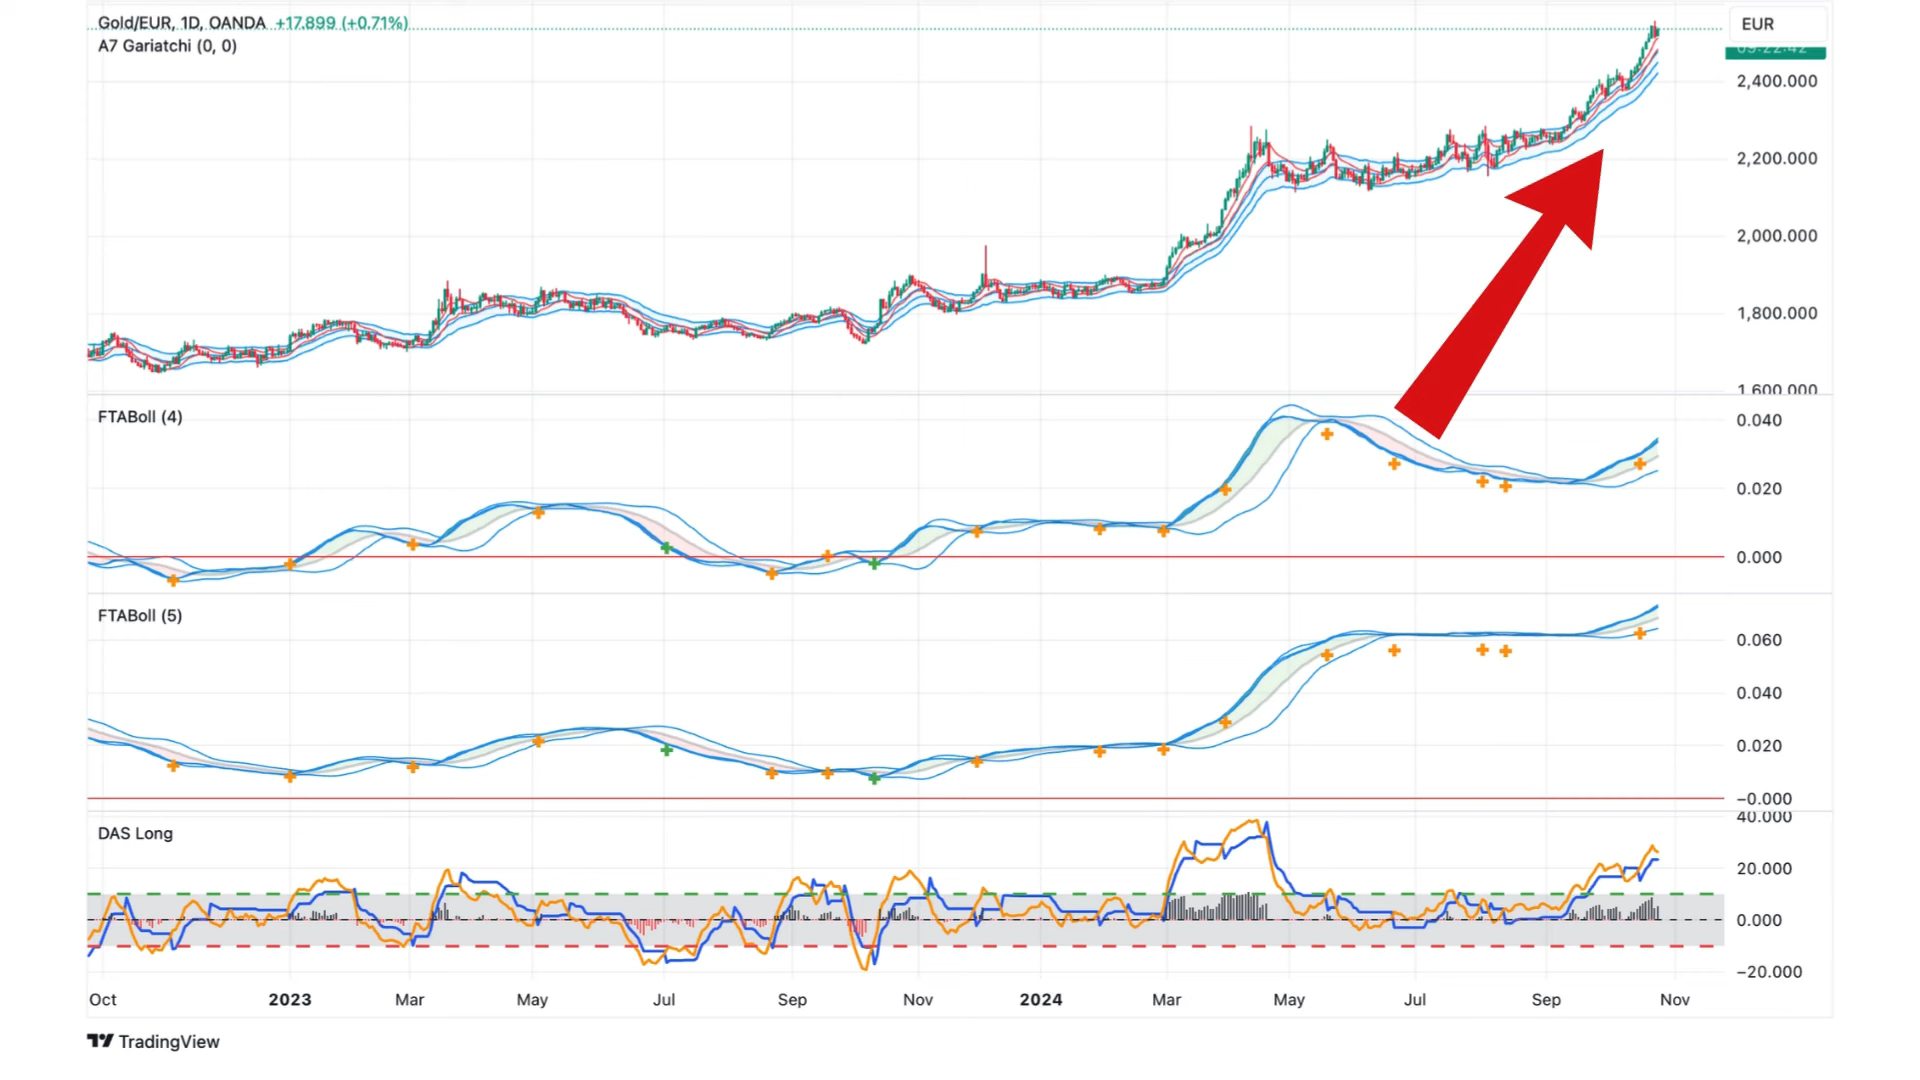 Gold/EUR, 1D, OANDA +17.899 (+0.71%)
A7 Gariatchi (0, 0)
EUR
09:22:42
2,400.000
2,200.000
2,000.000
1,800.000
1,600.000
FTABoll (4)
0.040
0.020
0.000
FTABoll (5)
0.060
0.040
0.020
−0.000
DAS Long
40.000
20.000
0.000
−20.000
Oct 2023 Mar May Jul Sep Nov 2024 Mar May Jul Sep Nov
TradingView